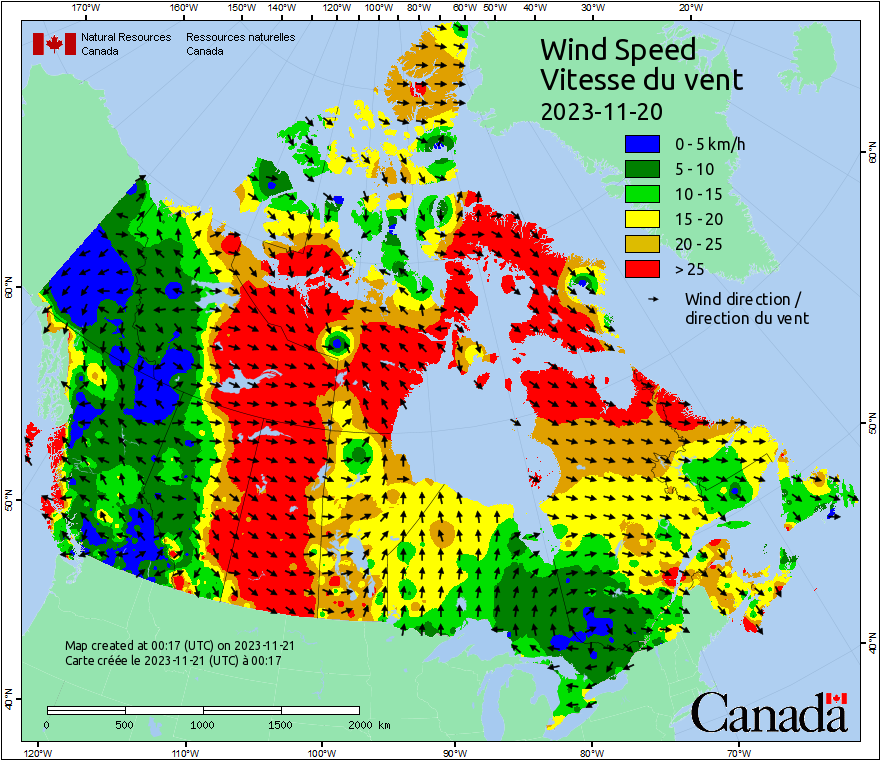 170°W 160°W 150°W 140°W 130°W 120°W 110°W 100°W 90°W 80°W 70°W 60°W 50°W 40°W 30°W 20°W
Natural Resources Canada
Ressources naturelles Canada
Wind Speed
Vitesse du vent
2023-11-20
0 - 5 km/h
5 - 10
10 - 15
15 - 20
20 - 25
> 25
Wind direction /
direction du vent
60°N
60°N
50°N
50°N
40°N
40°N
Map created at 00:17 (UTC) on 2023-11-21
Carte créée le 2023-11-21 (UTC) à 00:17
0 500 1000 1500 2000 km
Canada
120°W 110°W 100°W 90°W 80°W 70°W